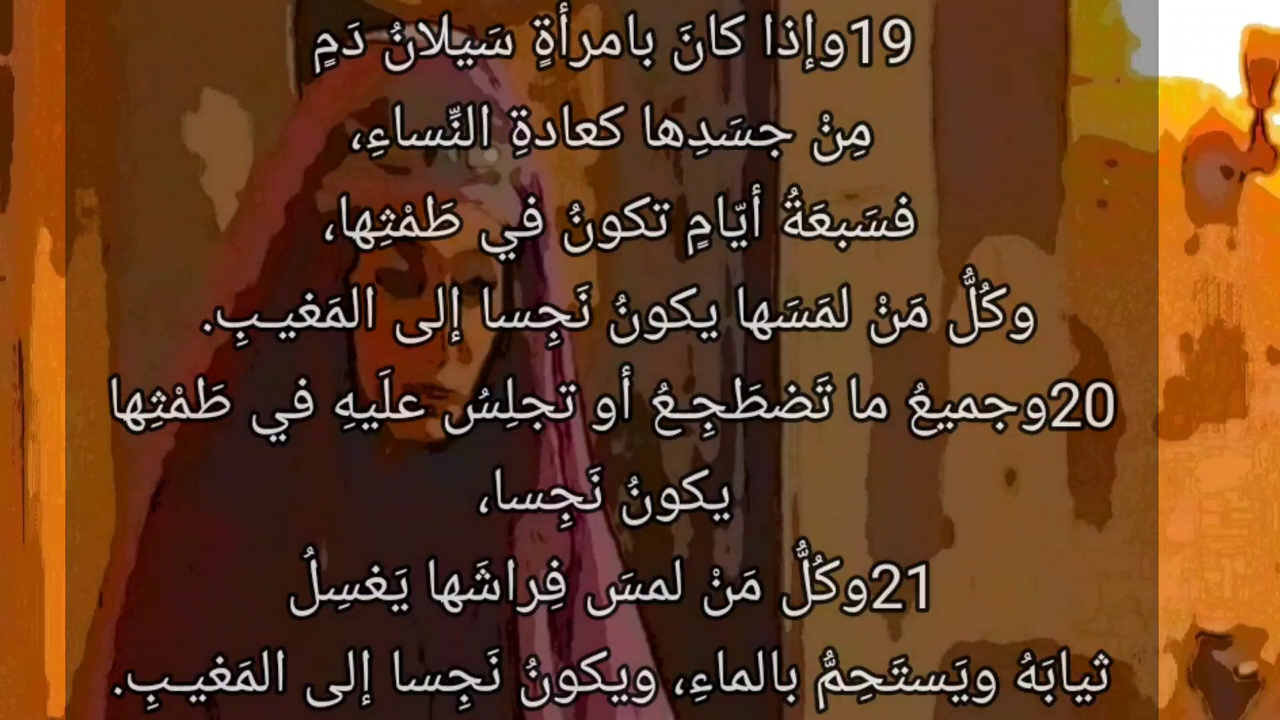 19وإذا كانَ بامرأةٍ سَيلانُ دَمٍ
مِنْ جسَدِها كعادةِ النِّساءِ،
فسَبعَةُ أيّامٍ تكونُ في طَمْثِها،
وكُلُّ مَنْ لمَسَها يكونُ نَجِسا إلى المَغيـبِ.
20وجميعُ ما تَضطَجِـعُ أو تجلِسُ علَيهِ في طَمْثِها
يكونُ نَجِسا،
21وكُلُّ مَنْ لمسَ فِراشَها يَغسِلُ
ثيابَهُ ويَستَحِمُّ بالماءِ، ويكونُ نَجِسا إلى المَغيـبِ.